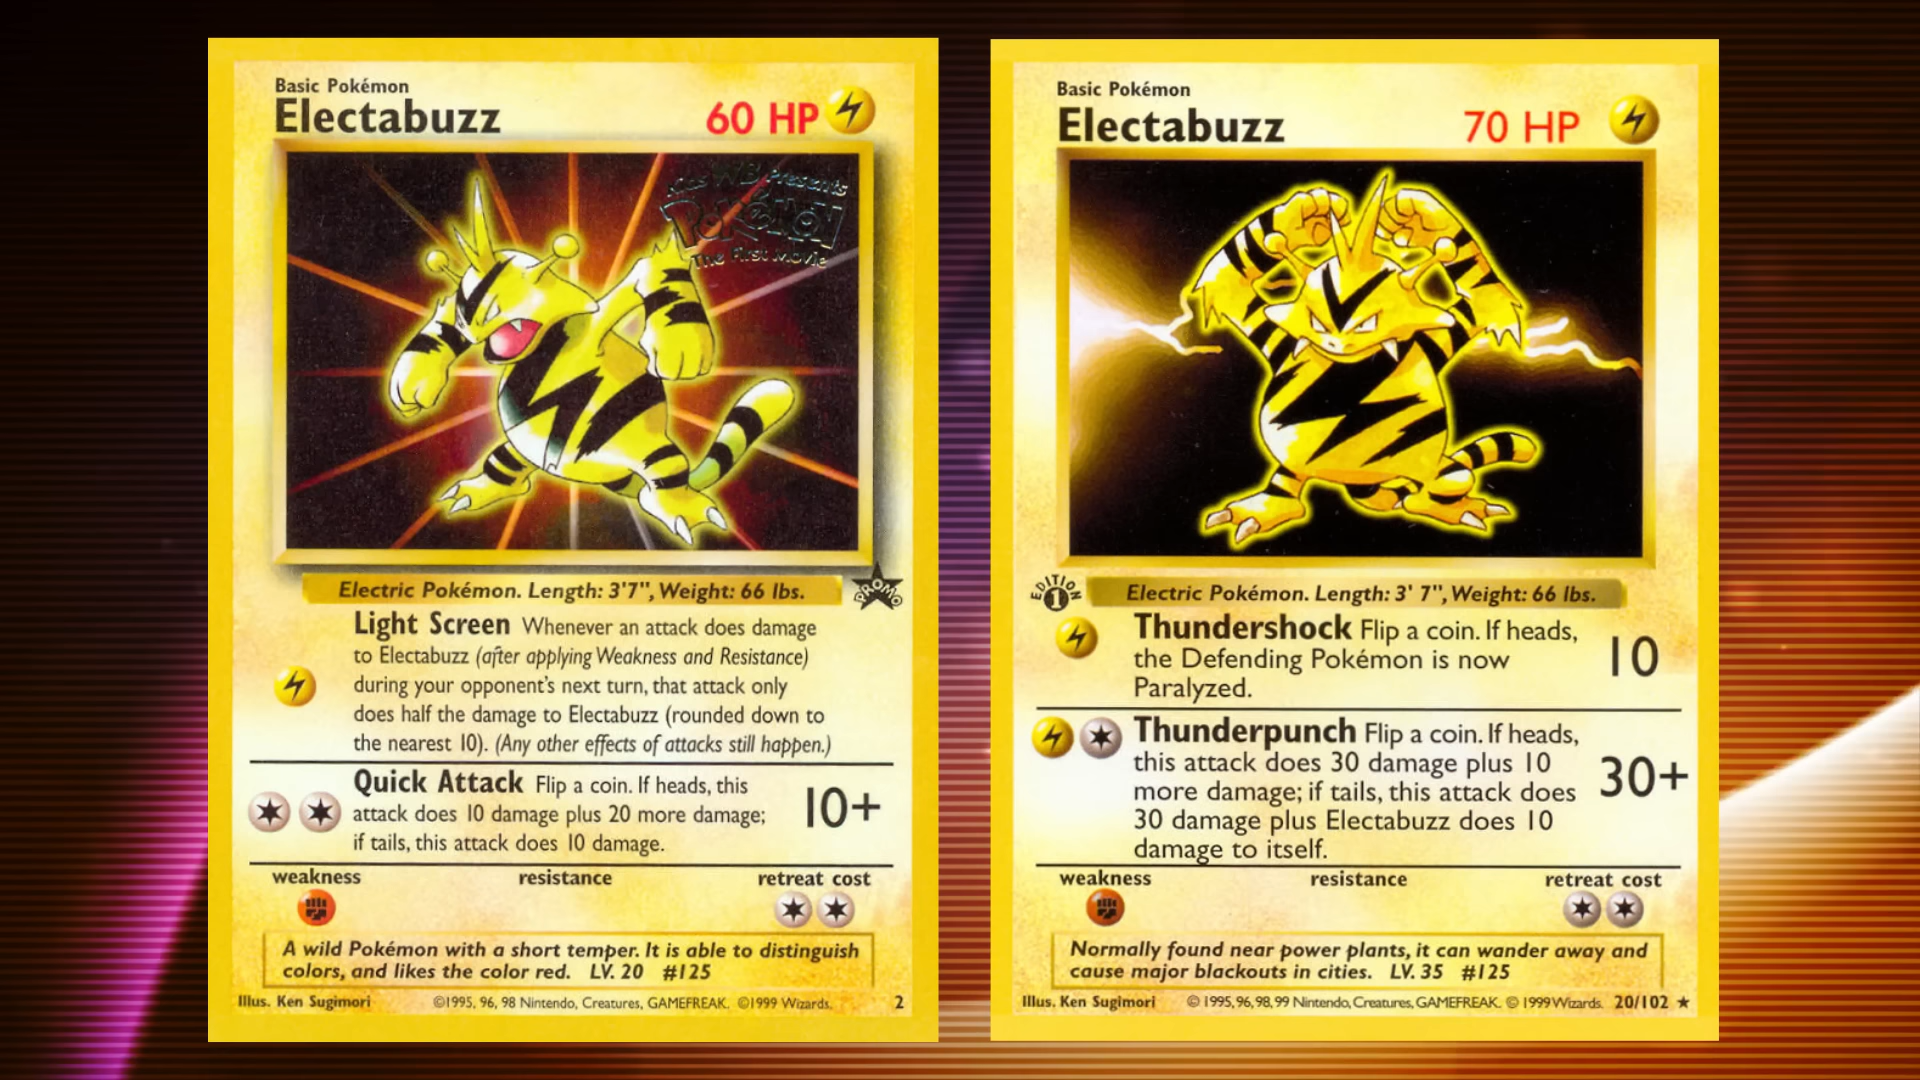 Basic Pokémon
Electabuzz
60 HP
Kids WB Presents
POKéMON
The First Movie
Electric Pokémon. Length: 3'7", Weight: 66 lbs.
PROMO
Light Screen Whenever an attack does damage
to Electabuzz (after applying Weakness and Resistance)
during your opponent's next turn, that attack only
does half the damage to Electabuzz (rounded down to
the nearest 10). (Any other effects of attacks still happen.)
Quick Attack Flip a coin. If heads, this
attack does 10 damage plus 20 more damage;
if tails, this attack does 10 damage.
10+
weakness resistance retreat cost
A wild Pokémon with a short temper. It is able to distinguish
colors, and likes the color red. LV. 20 #125
Illus. Ken Sugimori ©1995, 96, 98 Nintendo, Creatures, GAMEFREAK. ©1999 Wizards. 2
Basic Pokémon
Electabuzz
70 HP
EDITION
1
Electric Pokémon. Length: 3' 7", Weight: 66 lbs.
Thundershock Flip a coin. If heads,
the Defending Pokémon is now
Paralyzed.
10
Thunderpunch Flip a coin. If heads,
this attack does 30 damage plus 10
more damage; if tails, this attack does
30 damage plus Electabuzz does 10
damage to itself.
30+
weakness resistance retreat cost
Normally found near power plants, it can wander away and
cause major blackouts in cities. LV. 35 #125
Illus. Ken Sugimori © 1995, 96, 98, 99 Nintendo, Creatures, GAMEFREAK. © 1999 Wizards. 20/102 ★